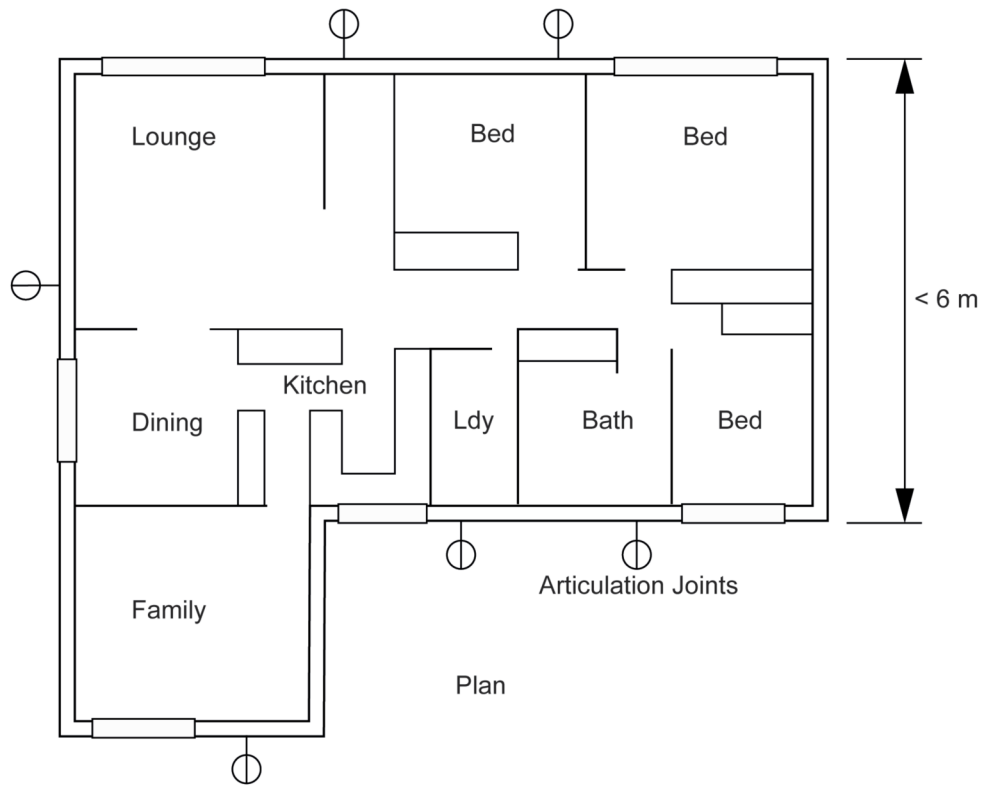 Lounge
Bed
Bed
< 6 m
Kitchen
Dining
Ldy
Bath
Bed
Articulation Joints
Family
Plan